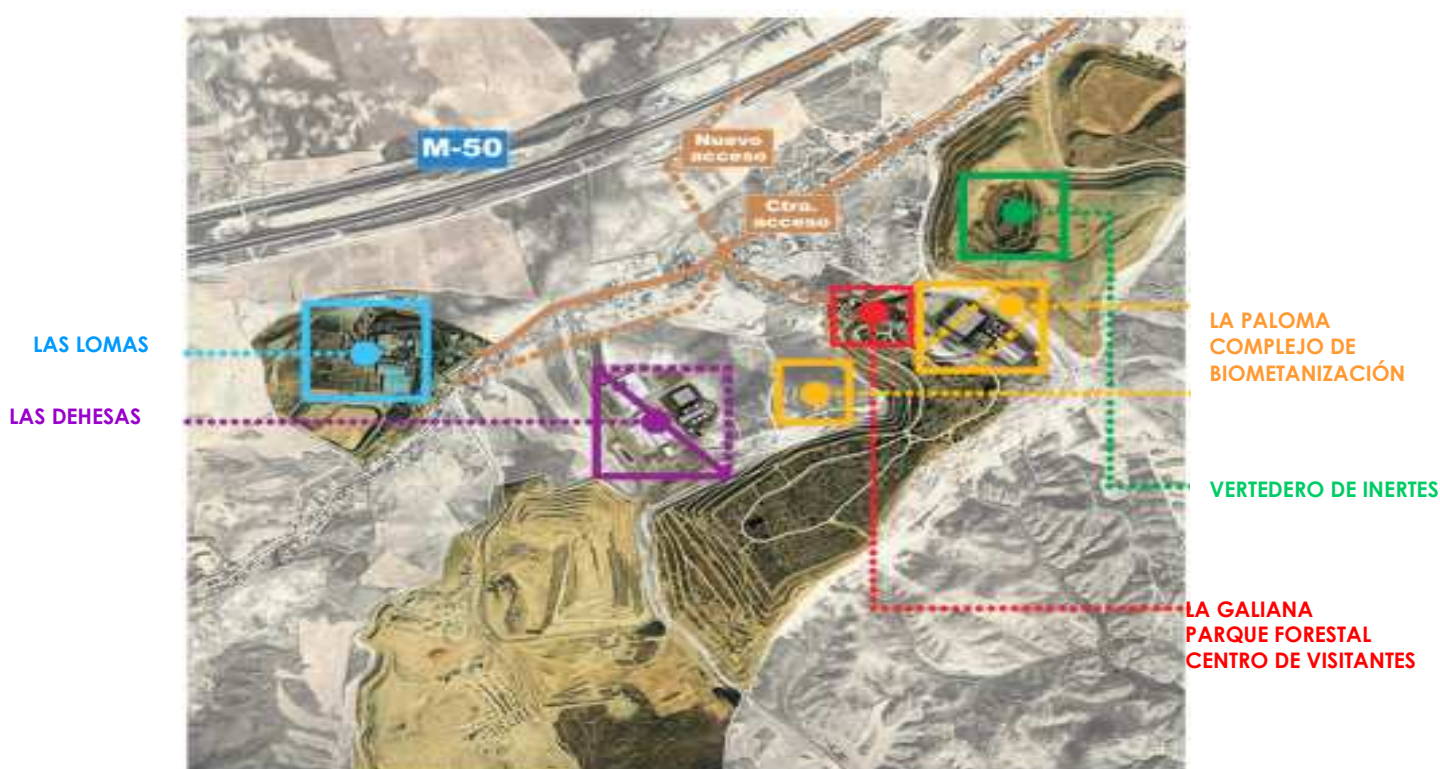 M-50
Nuevo
acceso
Ctra.
acceso
LAS LOMAS
LAS DEHESAS
LA PALOMA
COMPLEJO DE
BIOMETANIZACIÓN
VERTEDERO DE INERTES
LA GALIANA
PARQUE FORESTAL
CENTRO DE VISITANTES